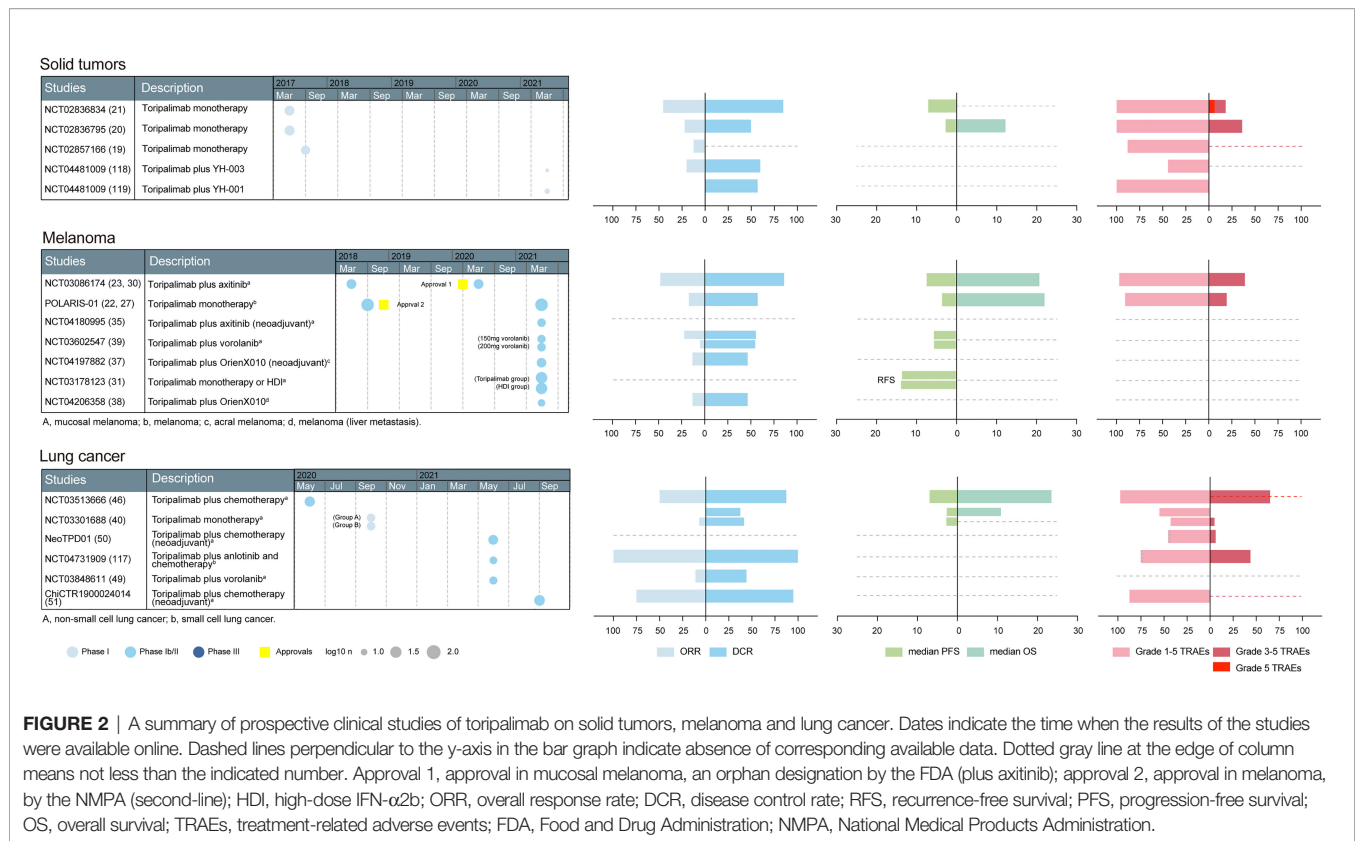 Solid tumors
Studies Description 2017 2018 2019 2020 2021
Mar Sep Mar Sep Mar Sep Mar Sep Mar
NCT02836834 (21) Toripalimab monotherapy
NCT02836795 (20) Toripalimab monotherapy
NCT02857166 (19) Toripalimab monotherapy
NCT04481009 (118) Toripalimab plus YH-003
NCT04481009 (119) Toripalimab plus YH-001
100 75 50 25 0 25 50 75 100
25 20 10 0 10 20 30
100 75 50 25 0 25 50 75 100
Melanoma
Studies Description 2018 2019 2020 2021
Mar Sep Mar Sep Mar Sep Mar
NCT03086174 (23, 30) Toripalimab plus axitinibᵃ Approval 1
POLARIS-01 (22, 27) Toripalimab monotherapyᵇ Apprval 2
NCT04180995 (35) Toripalimab plus axitinib (neoadjuvant)ᵃ
NCT03602547 (39) Toripalimab plus vorolanibᵃ (150mg vorolanib)
(200mg vorolanib)
NCT04197882 (37) Toripalimab plus OrienX010 (neoadjuvant)ᶜ
NCT03178123 (31) Toripalimab monotherapy or HDIᵃ (Toripalimab group)
(HDI group)
NCT04206358 (38) Toripalimab plus OrienX010ᵈ
A, mucosal melanoma; b, melanoma; c, acral melanoma; d, melanoma (liver metastasis).
RFS
100 75 50 25 0 25 50 75 100
30 20 10 0 10 20 30
100 75 50 25 0 25 50 75 100
Lung cancer
Studies Description 2020 2021
May Jul Sep Nov Jan Mar May Jul Sep
NCT03513666 (46) Toripalimab plus chemotherapyᵃ
NCT03301688 (40) Toripalimab monotherapyᵃ (Group A)
(Group B)
NeoTPD01 (50) Toripalimab plus chemotherapy
(neoadjuvant)ᵃ
NCT04731909 (117) Toripalimab plus anlotinib and
chemotherapyᵇ
NCT03848611 (49) Toripalimab plus vorolanibᵃ
ChiCTR1900024014
(51) Toripalimab plus chemotherapy
(neoadjuvant)ᵃ
A, non-small cell lung cancer; b, small cell lung cancer.
100 75 50 25 0 25 50 75 100
30 20 10 0 10 20 30
100 75 50 25 0 25 50 75 100
Phase I Phase Ib/II Phase III Approvals log10 n 1.0 1.5 2.0
ORR DCR
median PFS median OS
Grade 1-5 TRAEs Grade 3-5 TRAEs
Grade 5 TRAEs
FIGURE 2 | A summary of prospective clinical studies of toripalimab on solid tumors, melanoma and lung cancer. Dates indicate the time when the results of the studies
were available online. Dashed lines perpendicular to the y-axis in the bar graph indicate absence of corresponding available data. Dotted gray line at the edge of column
means not less than the indicated number. Approval 1, approval in mucosal melanoma, an orphan designation by the FDA (plus axitinib); approval 2, approval in melanoma,
by the NMPA (second-line); HDI, high-dose IFN-α2b; ORR, overall response rate; DCR, disease control rate; RFS, recurrence-free survival; PFS, progression-free survival;
OS, overall survival; TRAEs, treatment-related adverse events; FDA, Food and Drug Administration; NMPA, National Medical Products Administration.